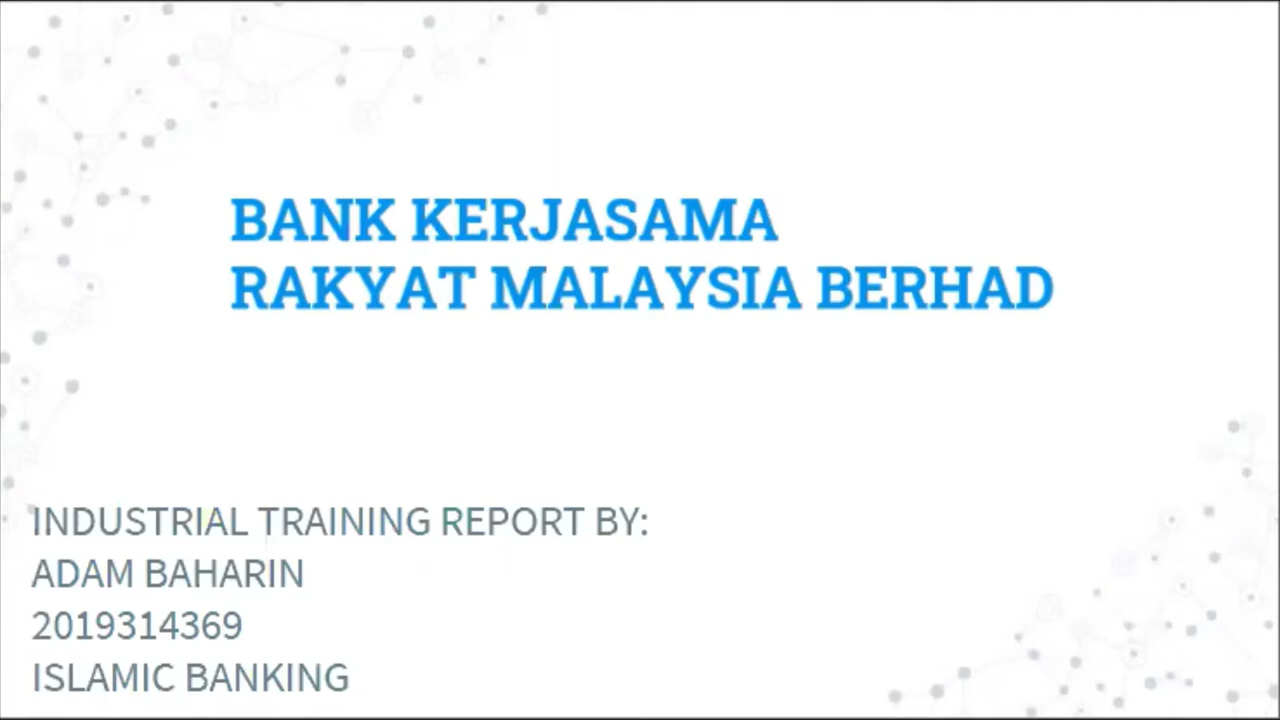 BANK KERJASAMA
RAKYAT MALAYSIA BERHAD
INDUSTRIAL TRAINING REPORT BY:
ADAM BAHARIN
2019314369
ISLAMIC BANKING